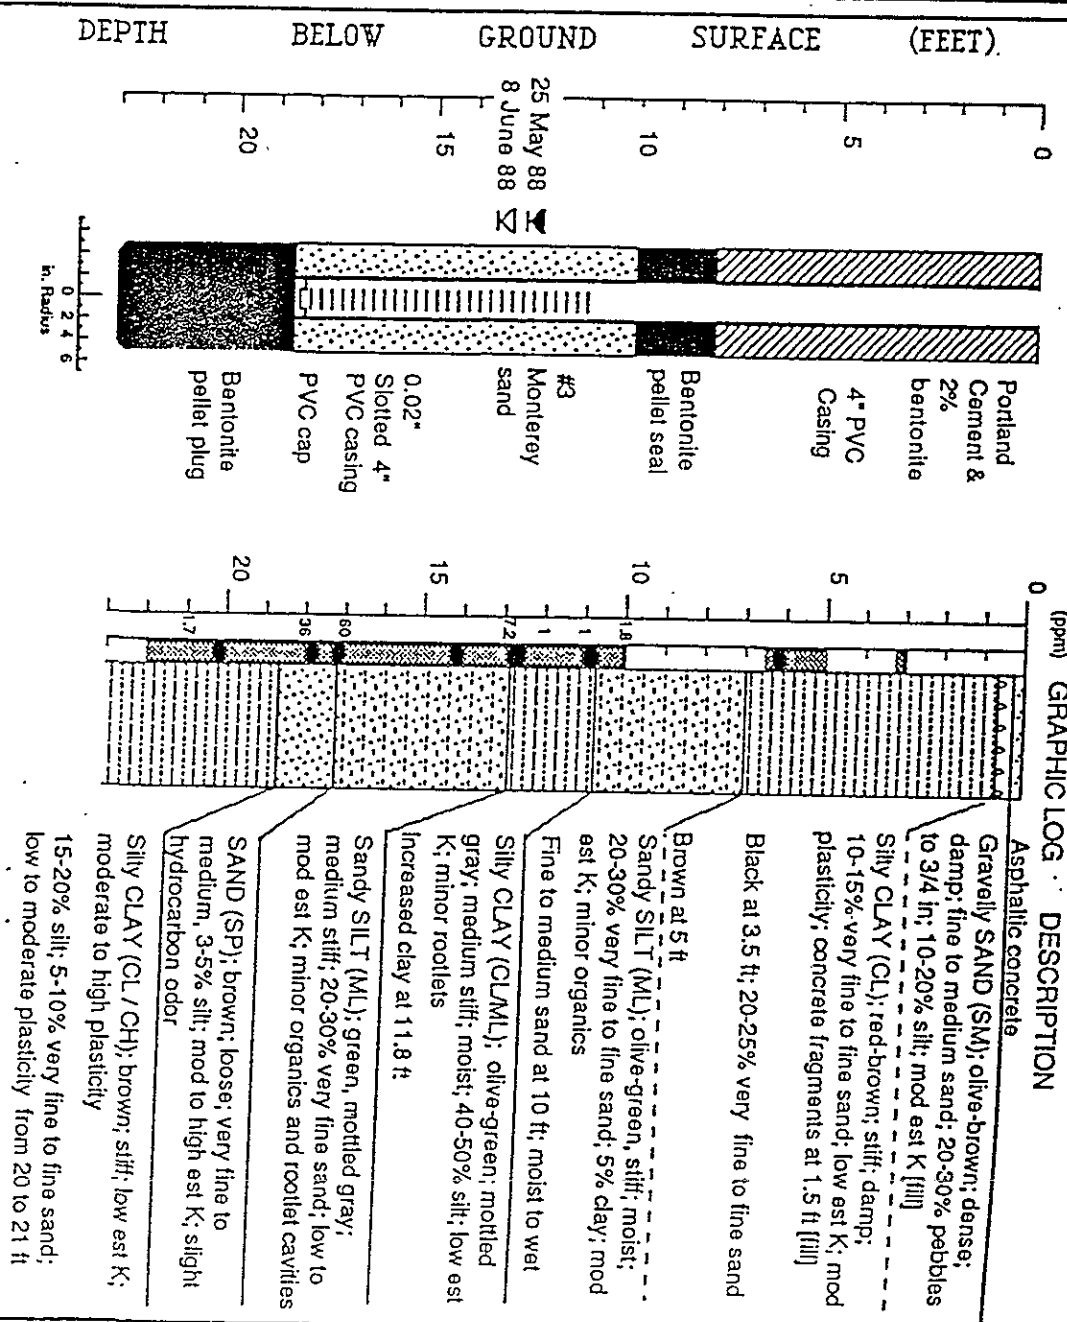 DEPTH BELOW GROUND SURFACE (FEET).
0
5
10
15
20
25 May 88
8 June 88
in. Radius
0 2 4 6
Portland
Cement &
2%
bentonite
4" PVC
Casing
Bentonite
pellet seal
#3
Monterey
sand
0.02"
Slotted 4"
PVC casing
PVC cap
Bentonite
pellet plug
(ppm) GRAPHIC LOG DESCRIPTION
0
5
10
15
20
1.8
1
1
7.2
60
36
1.7
Asphaltic concrete
Gravelly SAND (SM); olive-brown; dense;
damp; fine to medium sand; 20-30% pebbles
to 3/4 in; 10-20% silt; mod est K [fill]
Silty CLAY (CL); red-brown; stiff; damp;
10-15% very fine to fine sand; low est K; mod
plasticity; concrete fragments at 1.5 ft [fill]
Black at 3.5 ft; 20-25% very fine to fine sand
Brown at 5 ft
Sandy SILT (ML); olive-green, stiff; moist;
20-30% very fine to fine sand; 5% clay; mod
est K; minor organics
Fine to medium sand at 10 ft; moist to wet
Silty CLAY (CL/ML); olive-green; mottled
gray; medium stiff; moist; 40-50% silt; low est
K; minor rootlets
Increased clay at 11.8 ft
Sandy SILT (ML); green, mottled gray;
medium stiff; 20-30% very fine sand; low to
mod est K; minor organics and rootlet cavities
SAND (SP); brown; loose; very fine to
medium, 3-5% silt; mod to high est K; slight
hydrocarbon odor
Silty CLAY (CL / CH); brown; stiff; low est K;
moderate to high plasticity
15-20% silt; 5-10% very fine to fine sand;
low to moderate plasticity from 20 to 21 ft